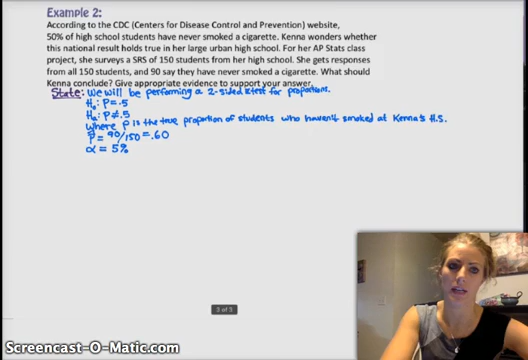 Example 2:
According to the CDC (Centers for Disease Control and Prevention) website,
50% of high school students have never smoked a cigarette. Kenna wonders whether
this national result holds true in her large urban high school. For her AP Stats class
project, she surveys a SRS of 150 students from her high school. She gets responses
from all 150 students, and 90 say they have never smoked a cigarette. What should
Kenna conclude? Give appropriate evidence to support your answer.
State: We will be performing a 2-sided z test for proportions.
H₀: P = .5
Hₐ: P ≠ .5
where P is the true proportion of students who haven't smoked at Kenna's H.S.
p̂ = 90/150 = .60
α = 5%
2 of 3
Screencast-O-Matic.com